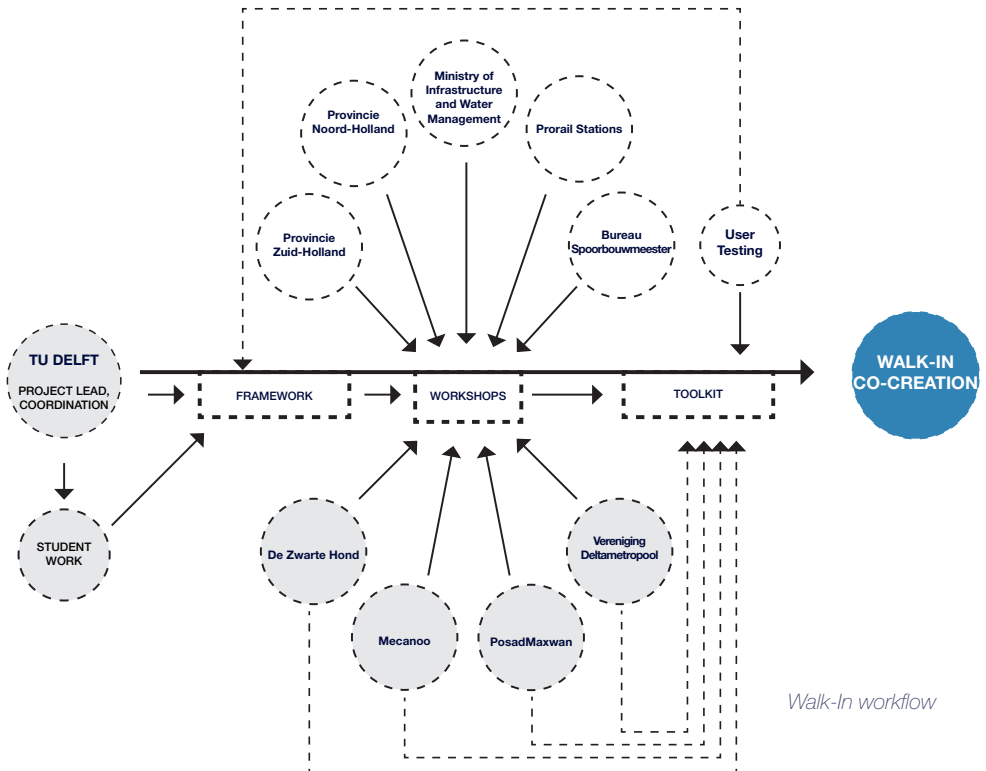 Ministry of
Infrastructure
and Water
Management
Provincie
Noord-Holland
Prorail Stations
Provincie
Zuid-Holland
Bureau
Spoorbouwmeester
User
Testing
TU DELFT
PROJECT LEAD,
COORDINATION
FRAMEWORK
WORKSHOPS
TOOLKIT
WALK-IN
CO-CREATION
STUDENT
WORK
De Zwarte Hond
Vereniging
Deltametropool
Mecanoo
PosadMaxwan
Walk-In workflow